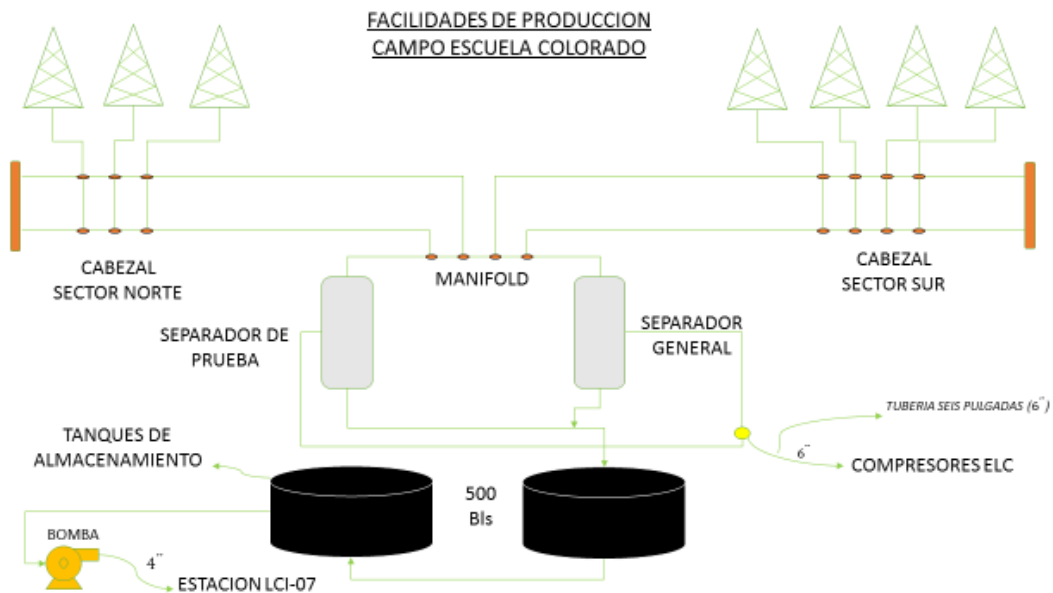 FACILIDADES DE PRODUCCION
CAMPO ESCUELA COLORADO
CABEZAL
SECTOR NORTE
MANIFOLD
CABEZAL
SECTOR SUR
SEPARADOR DE
PRUEBA
SEPARADOR
GENERAL
TUBERIA SEIS PULGADAS (6´´)
6´´
COMPRESORES ELC
TANQUES DE
ALMACENAMIENTO
500
Bls
BOMBA
4´´
ESTACION LCI-07